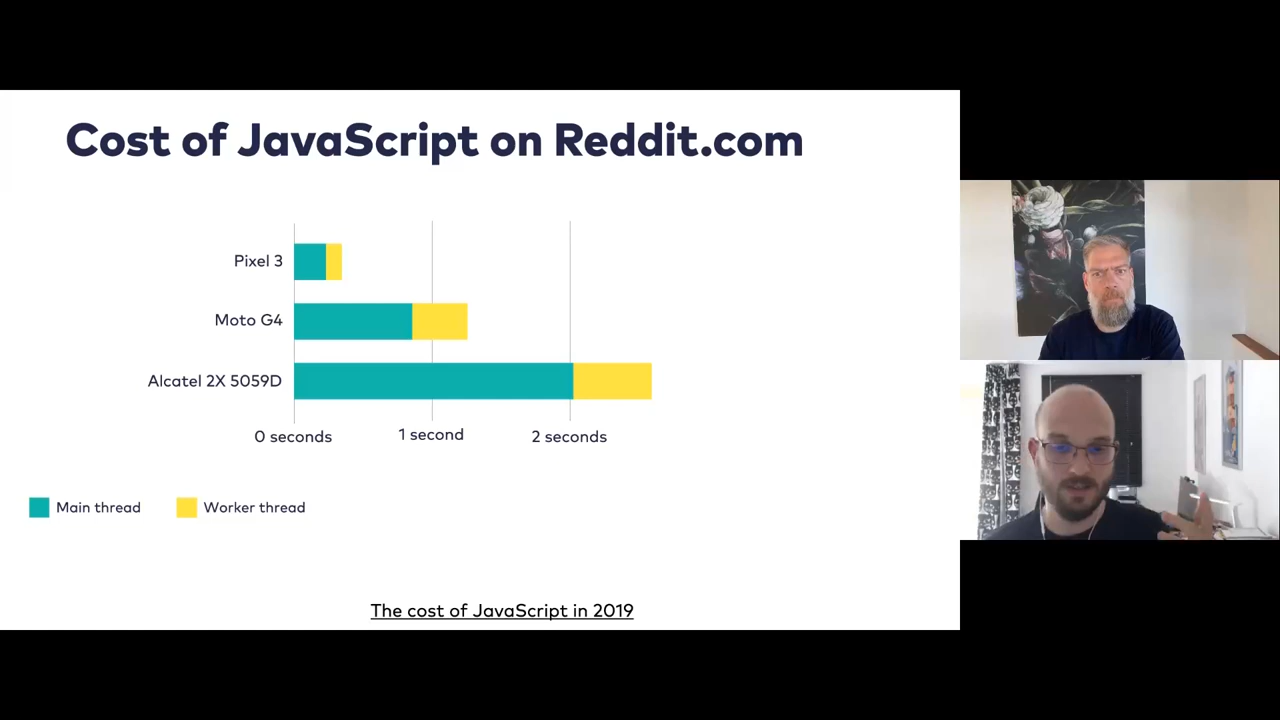 Cost of JavaScript on Reddit.com
Pixel 3
Moto G4
Alcatel 2X 5059D
0 seconds
1 second
2 seconds
Main thread
Worker thread
The cost of JavaScript in 2019